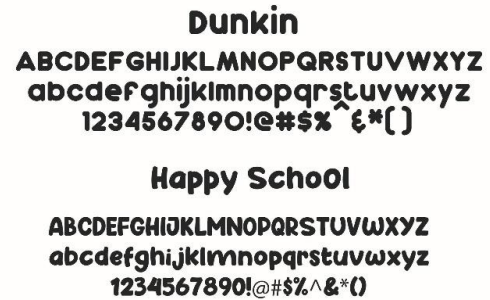 Dunkin
ABCDEFGHIJKLMNOPQRSTUVWXYZ
abcdefghijklmnopqrstuvwxyz
1234567890!@#$%^&*()
Happy School
ABCDEFGHIJKLMNOPQRSTUVWXYZ
abcdefghijklmnopqrstuvwxyz
1234567890!@#$%^&*()